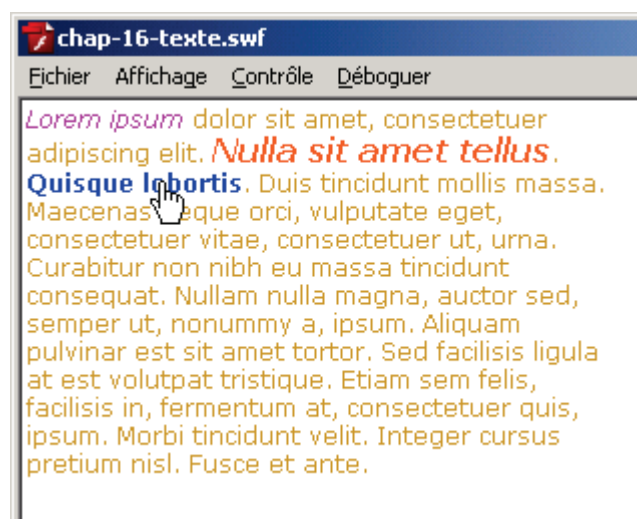 chap-16-texte.swf
Fichier Affichage Contrôle Déboguer
Lorem ipsum dolor sit amet, consectetuer
adipiscing elit. Nulla sit amet tellus.
Quisque lobortis. Duis tincidunt mollis massa.
Maecenas neque orci, vulputate eget,
consectetuer vitae, consectetuer ut, urna.
Curabitur non nibh eu massa tincidunt
consequat. Nullam nulla magna, auctor sed,
semper ut, nonummy a, ipsum. Aliquam
pulvinar est sit amet tortor. Sed facilisis ligula
at est volutpat tristique. Etiam sem felis,
facilisis in, fermentum at, consectetuer quis,
ipsum. Morbi tincidunt velit. Integer cursus
pretium nisl. Fusce et ante.